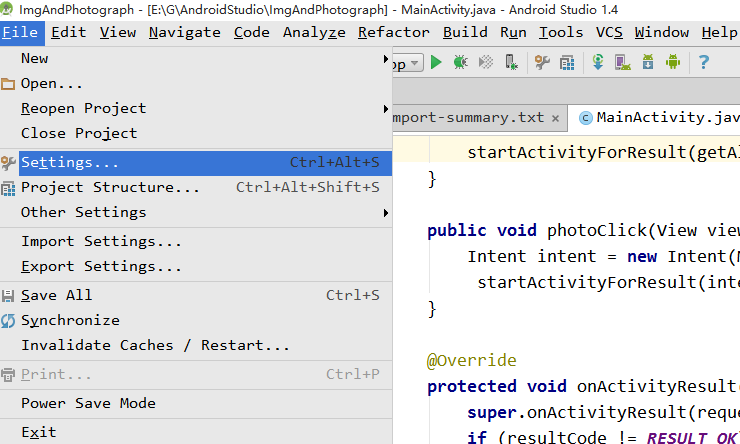 ImgAndPhotograph - [E:\G\AndroidStudio\ImgAndPhotograph] - MainActivity.java - Android Studio 1.4
File Edit View Navigate Code Analyze Refactor Build Run Tools VCS Window Help
New
Open...
Reopen Project
Close Project
Settings... Ctrl+Alt+S
Project Structure... Ctrl+Alt+Shift+S
Other Settings
Import Settings...
Export Settings...
Save All Ctrl+S
Synchronize
Invalidate Caches / Restart...
Print... Ctrl+P
Power Save Mode
Exit
pp
?
mport-summary.txt × C MainActivity.jav
startActivityForResult(getAl
}
public void photoClick(View view
Intent intent = new Intent(M
startActivityForResult(inte
}
@Override
protected void onActivityResult(
super.onActivityResult(reque
if (resultCode != RESULT_OK)